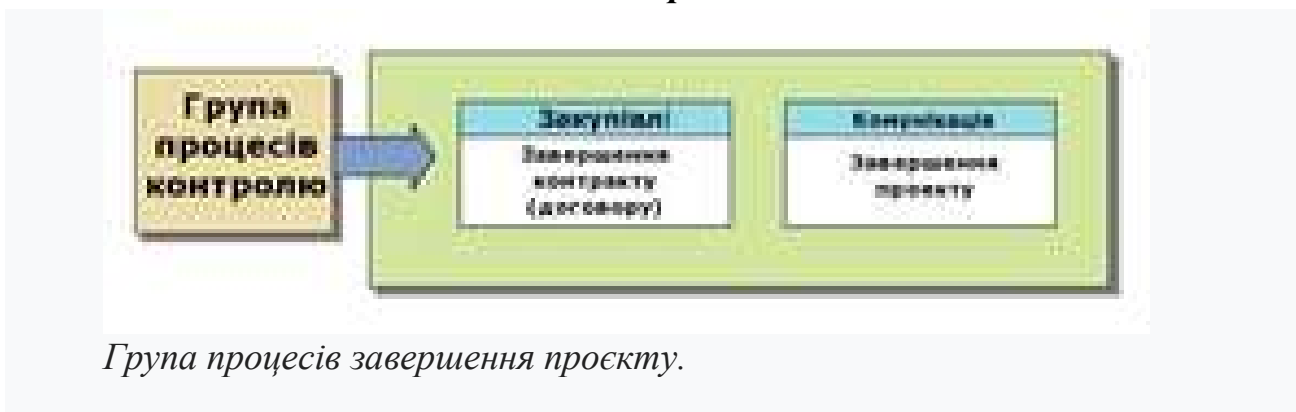 Група
процесів
контролю
Закупівлі
Завершення
контракту
(договору)
Комунікація
Завершення
проекту
Група процесів завершення проєкту.